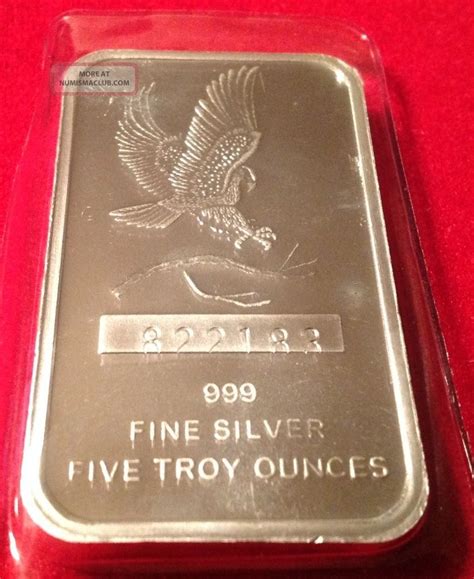 MORE AT
NUMISMACLUB.COM
822183
999
FINE SILVER
FIVE TROY OUNCES